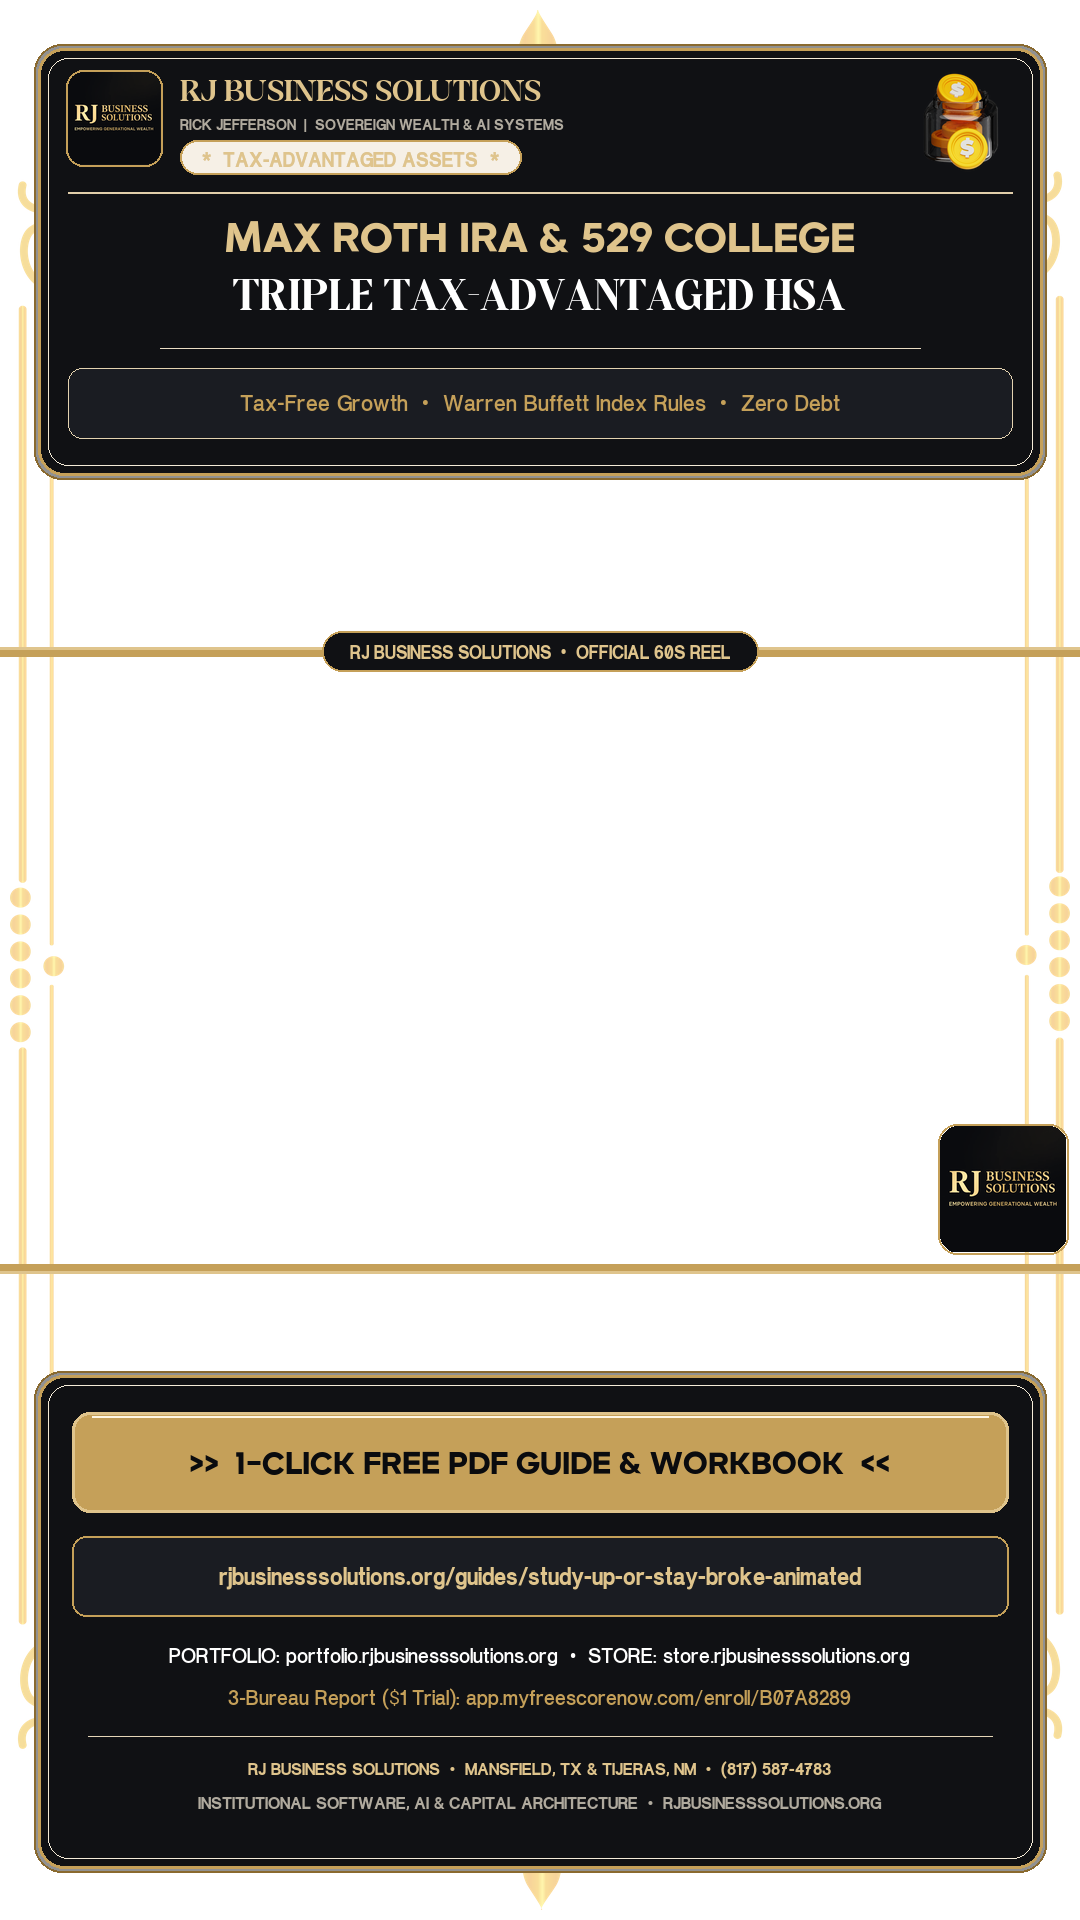 RJ BUSINESS SOLUTIONS
EMPOWERING GENERATIONAL WEALTH
RJ BUSINESS SOLUTIONS
RICK JEFFERSON | SOVEREIGN WEALTH & AI SYSTEMS
* TAX-ADVANTAGED ASSETS *
MAX ROTH IRA & 529 COLLEGE
TRIPLE TAX-ADVANTAGED HSA
Tax-Free Growth • Warren Buffett Index Rules • Zero Debt
RJ BUSINESS SOLUTIONS • OFFICIAL 60S REEL
RJ BUSINESS SOLUTIONS
EMPOWERING GENERATIONAL WEALTH
>> 1-CLICK FREE PDF GUIDE & WORKBOOK <<
rjbusinesssolutions.org/guides/study-up-or-stay-broke-animated
PORTFOLIO: portfolio.rjbusinesssolutions.org • STORE: store.rjbusinesssolutions.org
3-Bureau Report ($1 Trial): app.myfreescorenow.com/enroll/B07A8289
RJ BUSINESS SOLUTIONS • MANSFIELD, TX & TIJERAS, NM • (817) 587-4783
INSTITUTIONAL SOFTWARE, AI & CAPITAL ARCHITECTURE • RJBUSINESSSOLUTIONS.ORG